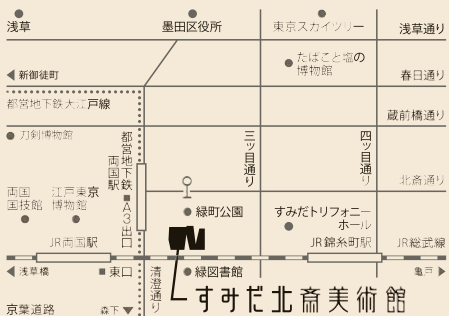 浅草
墨田区役所
東京スカイツリー
浅草通り
たばこと塩の
博物館
新御徒町
春日通り
都営地下鉄大江戸線
蔵前橋通り
刀剣博物館
都営地下鉄
両国駅
A3出口
三ッ目通り
四ッ目通り
北斎通り
両国
国技館
江戸東京
博物館
緑町公園
すみだトリフォニー
ホール
JR両国駅
JR錦糸町駅
JR総武線
浅草橋
東口
清澄通り
緑図書館
亀戸
すみだ北斎美術館
京葉道路
森下